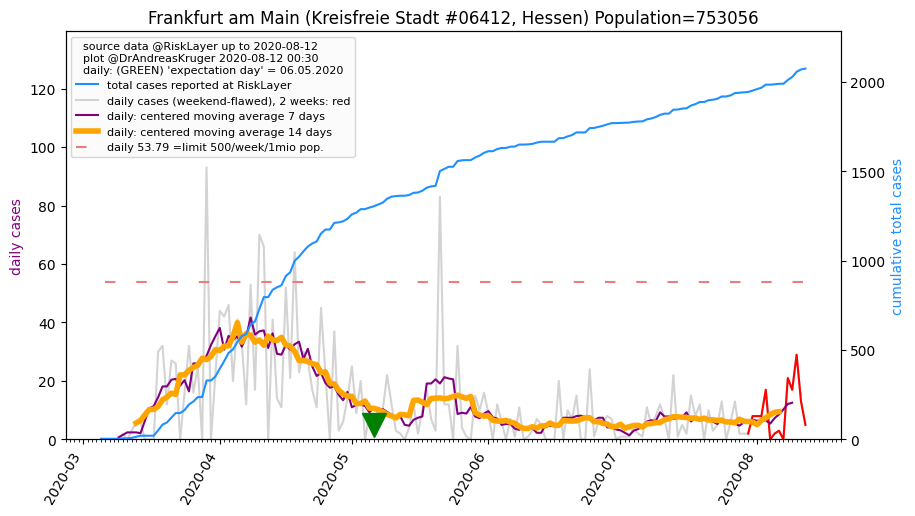 Frankfurt am Main (Kreisfreie Stadt #06412, Hessen) Population=753056
source data @RiskLayer up to 2020-08-12
plot @DrAndreasKruger 2020-08-12 00:30
daily: (GREEN) 'expectation day' = 06.05.2020
total cases reported at RiskLayer
daily cases (weekend-flawed), 2 weeks: red
daily: centered moving average 7 days
daily: centered moving average 14 days
daily 53.79 =limit 500/week/1mio pop.
daily cases
0
20
40
60
80
100
120
cumulative total cases
0
500
1000
1500
2000
2020-03
2020-04
2020-05
2020-06
2020-07
2020-08